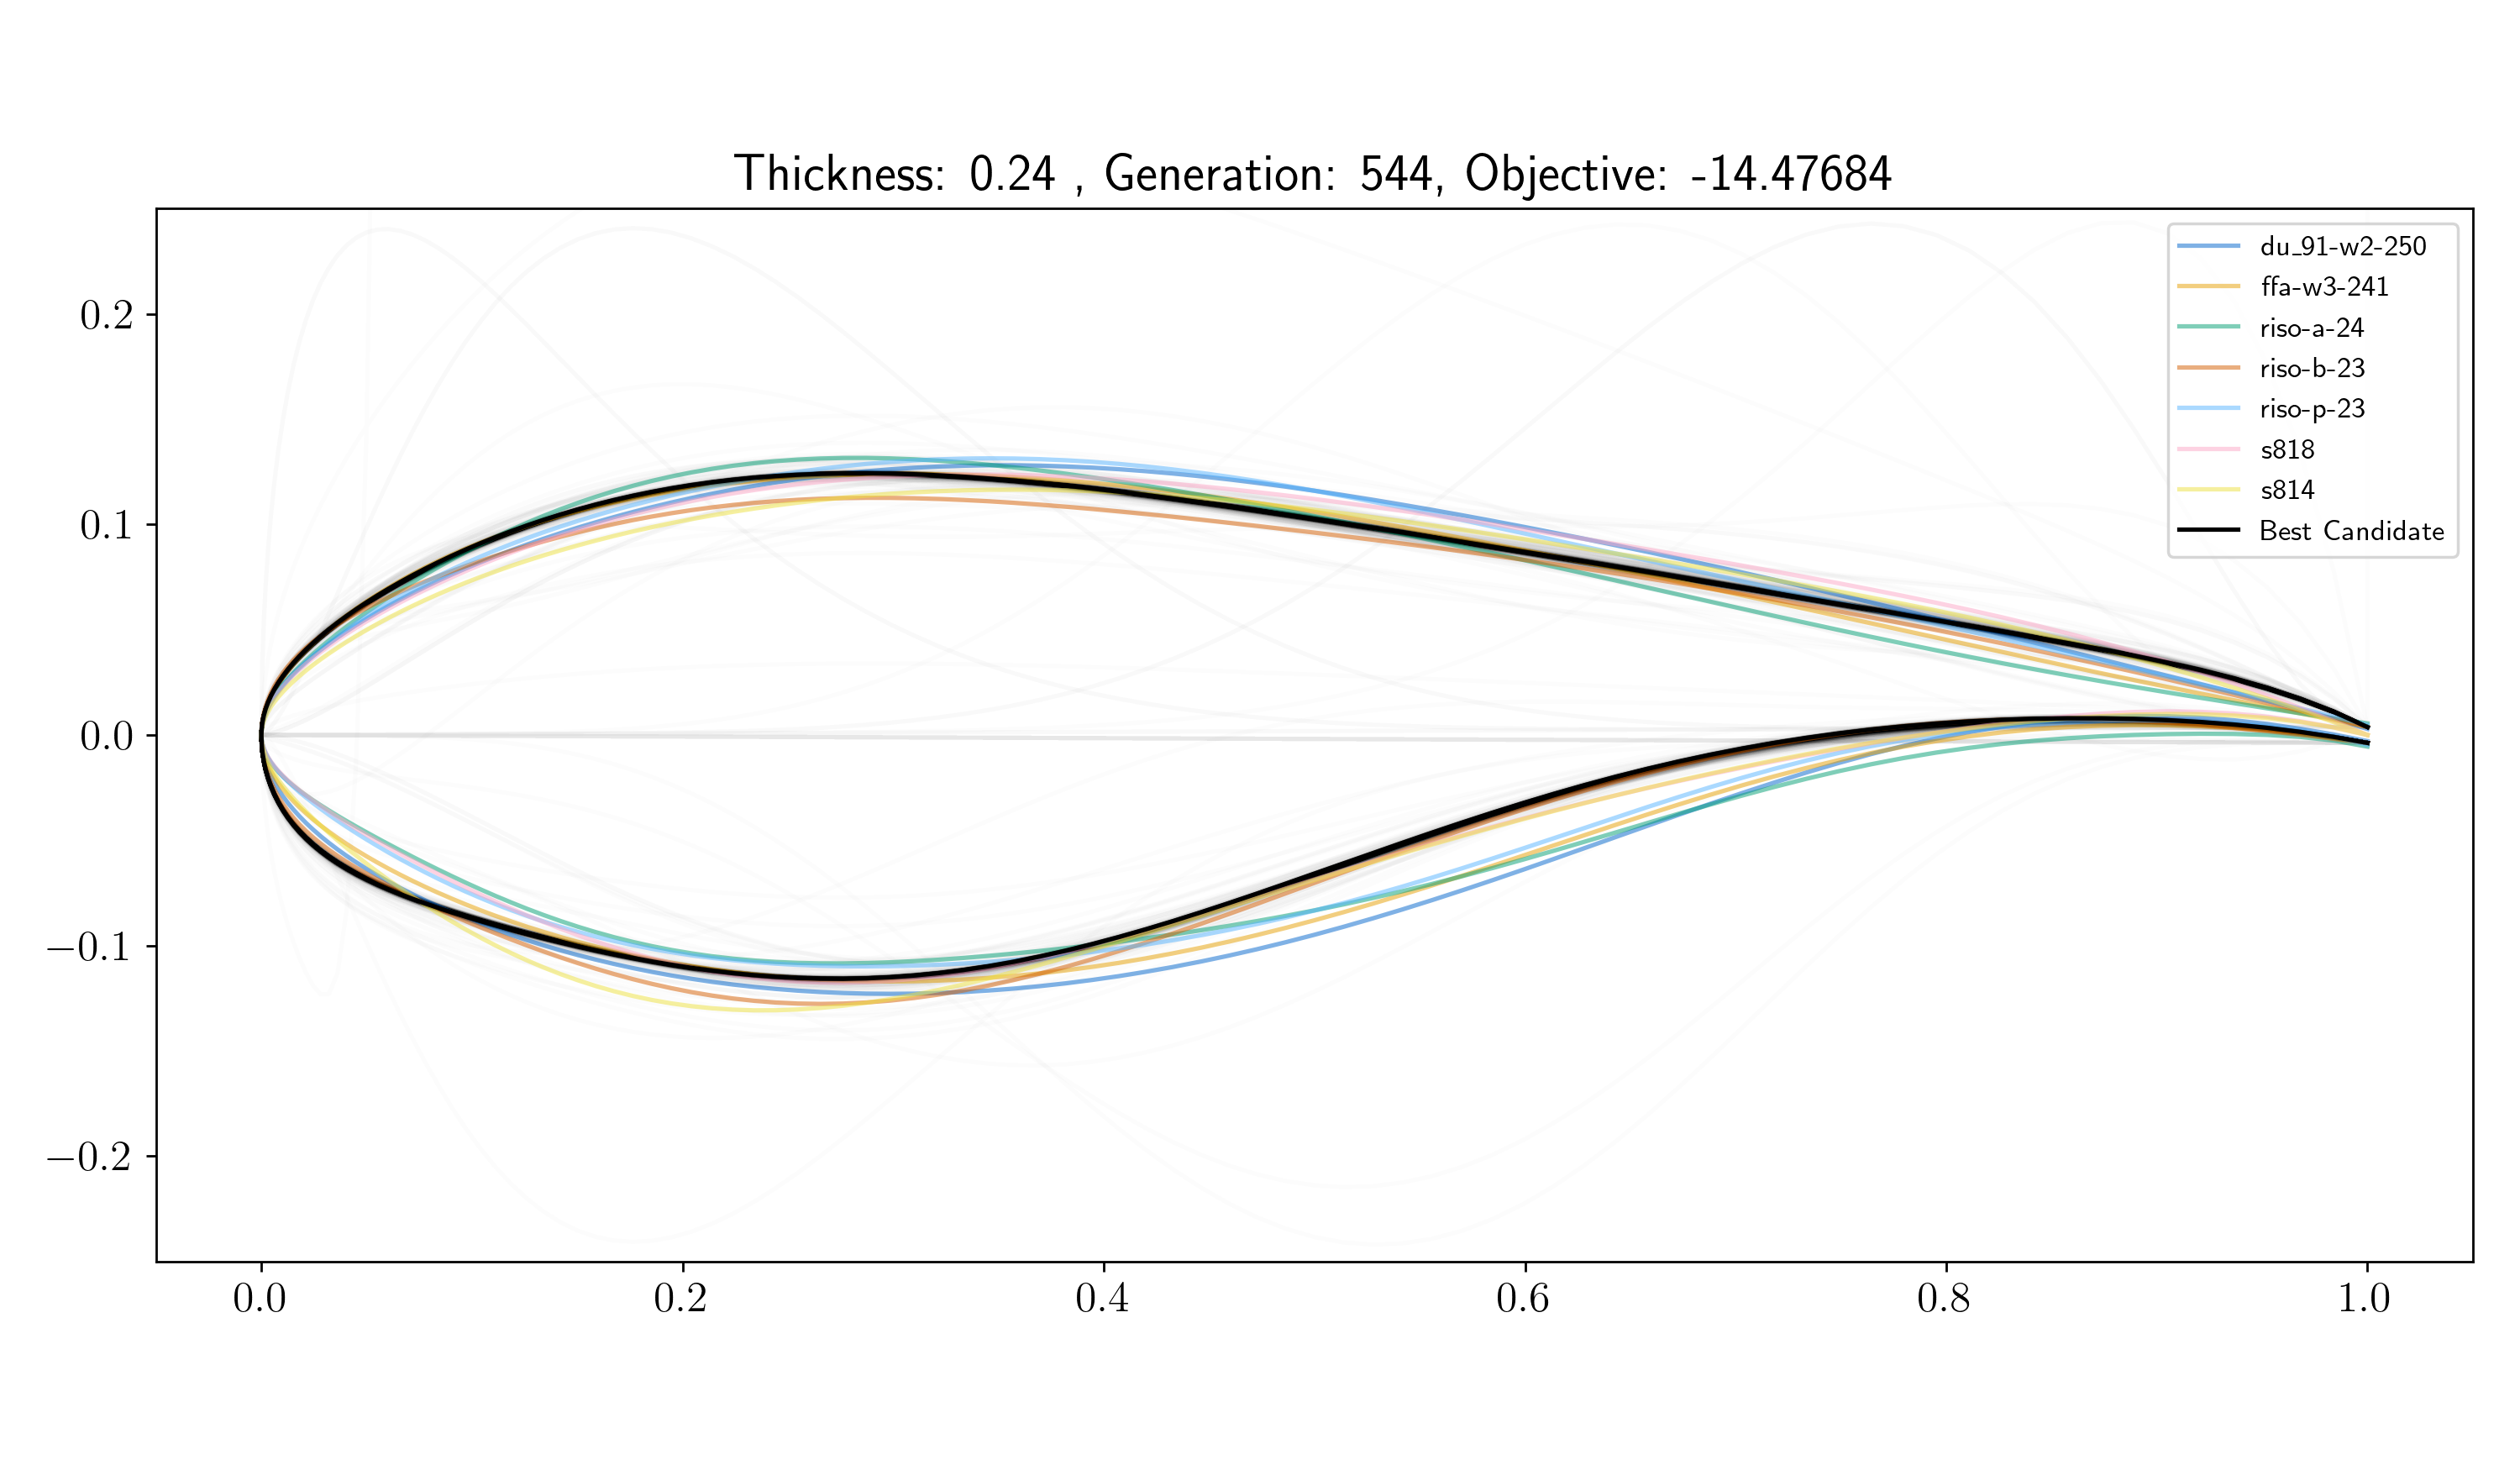 Thickness: 0.24 , Generation: 544, Objective: -14.47684
du_91-w2-250
ffa-w3-241
riso-a-24
riso-b-23
riso-p-23
s818
s814
Best Candidate
0.2
0.1
0.0
−0.1
−0.2
0.0 0.2 0.4 0.6 0.8 1.0